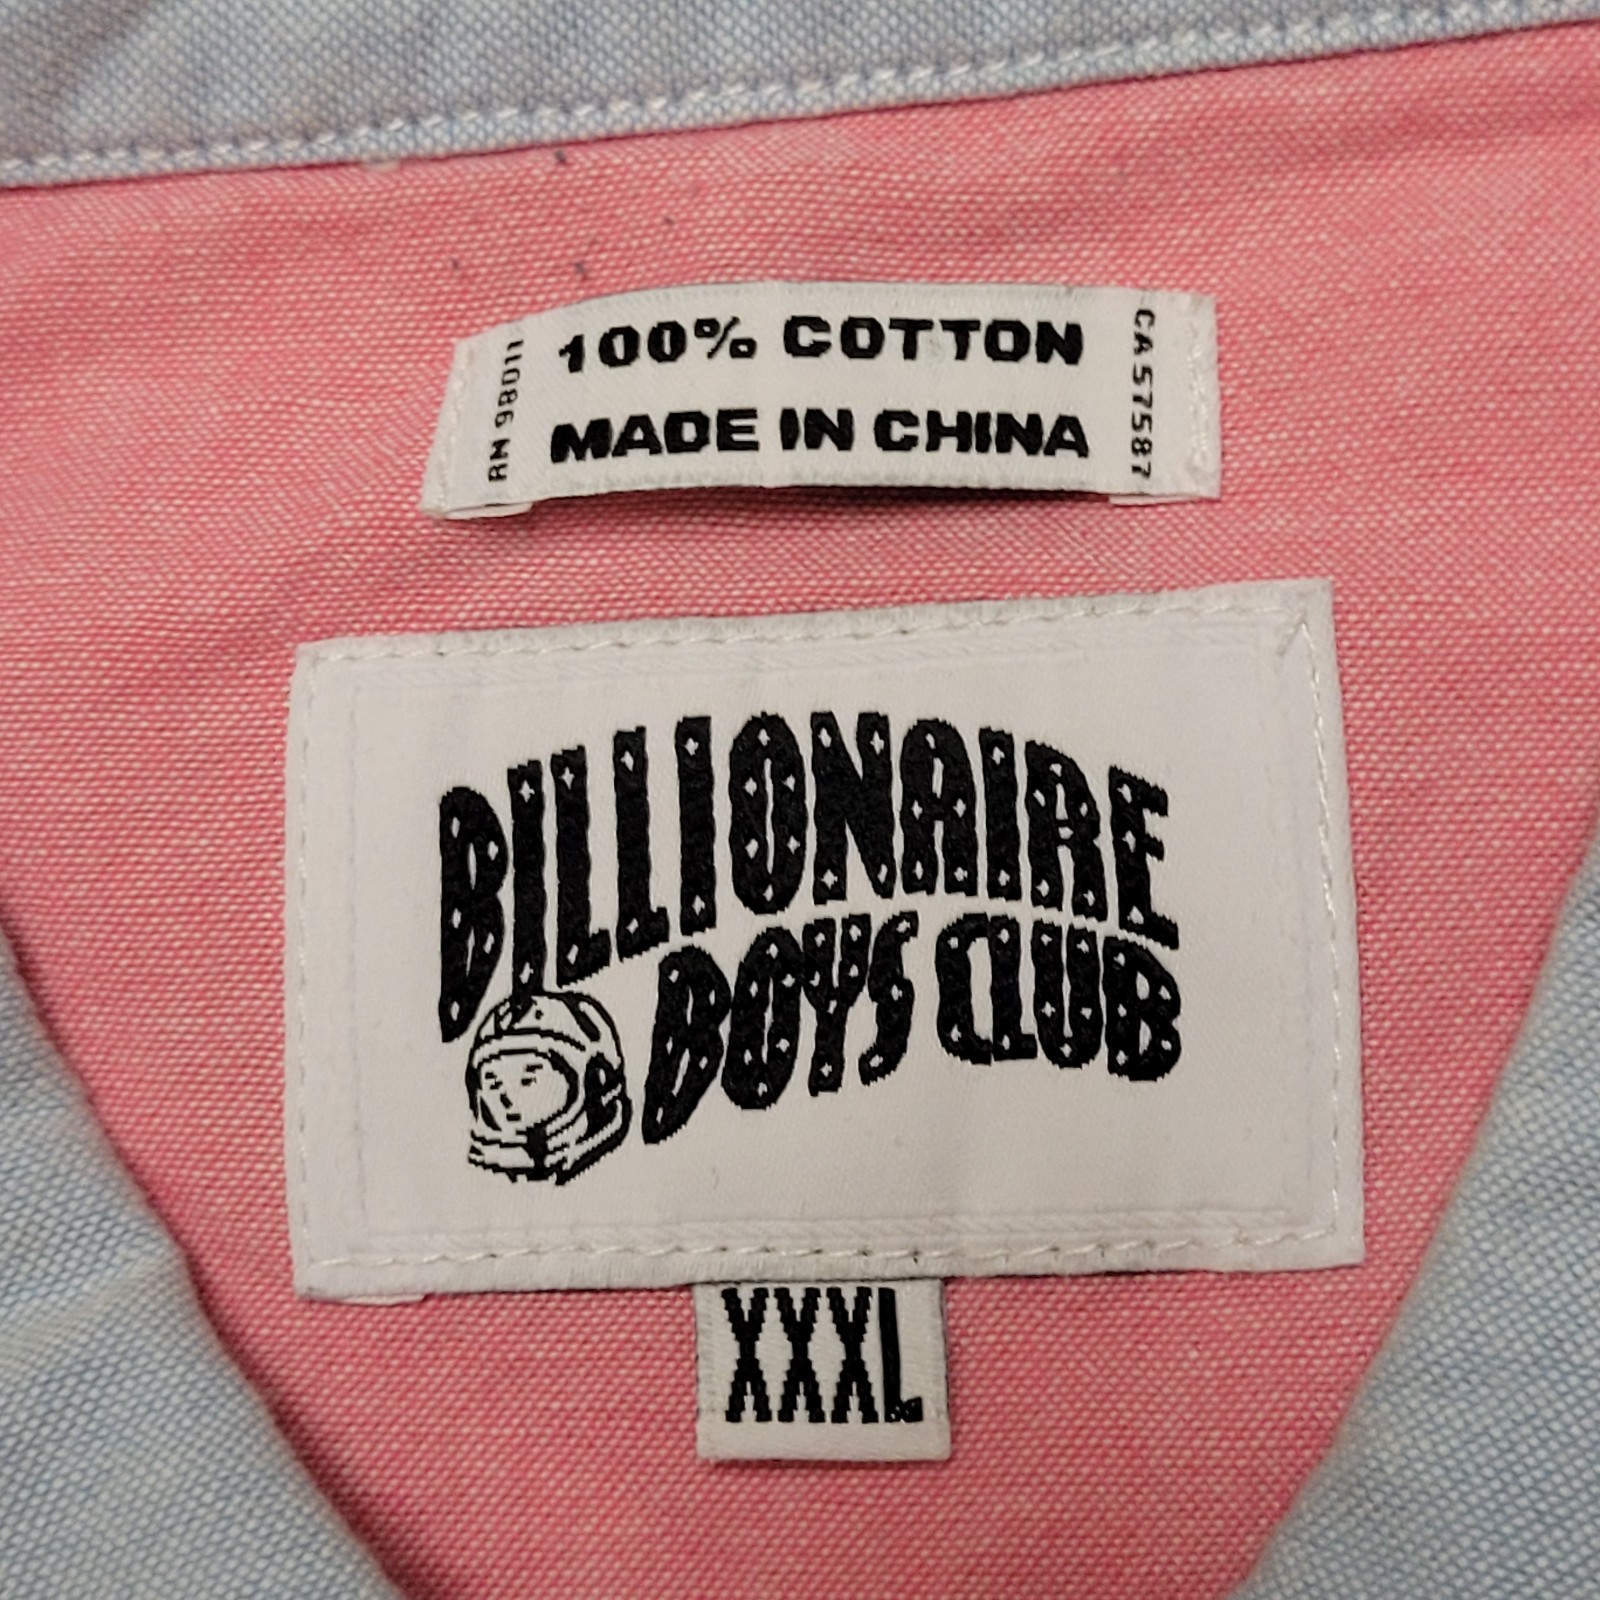 100% COTTON
MADE IN CHINA
RN 98011
CA 57587
BILLIONAIRE
BOYS CLUB
XXXL